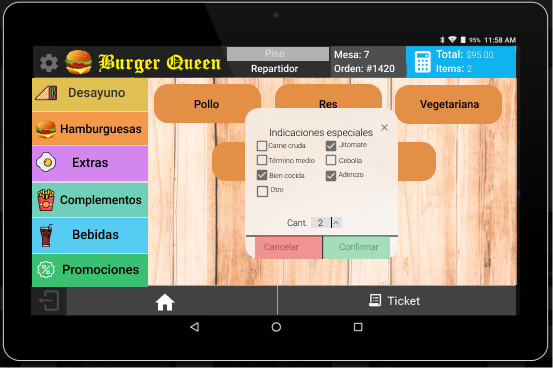 95% 11:58 AM
Burger Queen
Piso
Repartidor
Mesa: 7
Orden: #1420
Total: $95.00
Items: 2
Desayuno
Hamburguesas
Extras
Complementos
Bebidas
Promociones
Pollo
Res
Vegetariana
Indicaciones especiales
Carne cruda
Jitomate
Término medio
Cebolla
Bien cocida
Aderezo
Otro
Cant. 2
Cancelar
Confirmar
Ticket